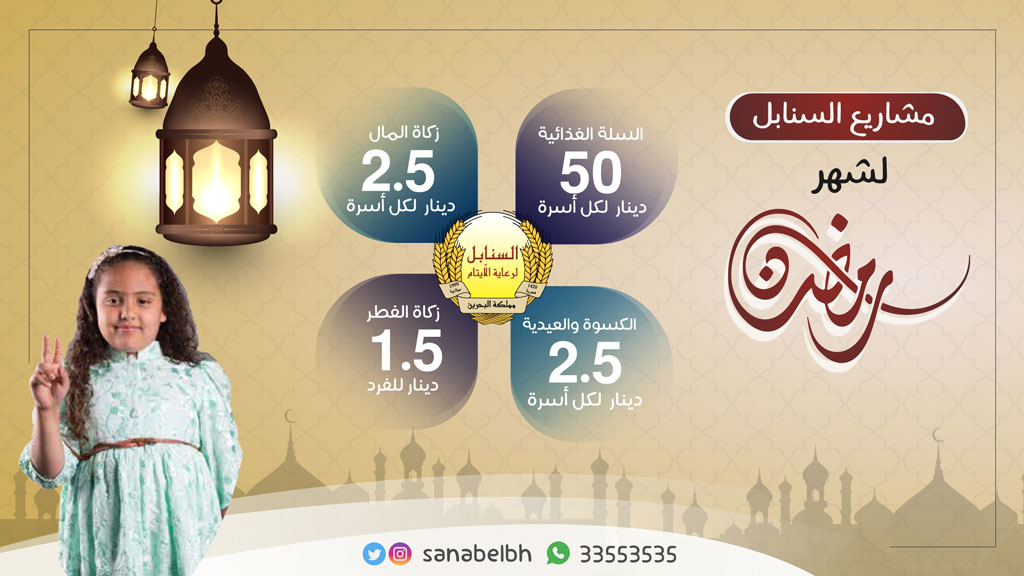 مشاريع السنابل
لشهر
رمضان
السلة الغذائية
50
دينار لكل أسرة
زكاة المال
2.5
دينار لكل أسرة
السنابل
لرعاية الأيتام
مملكة البحرين
الكسوة والعيدية
2.5
دينار لكل أسرة
زكاة الفطر
1.5
دينار للفرد
sanabelbh
33553535